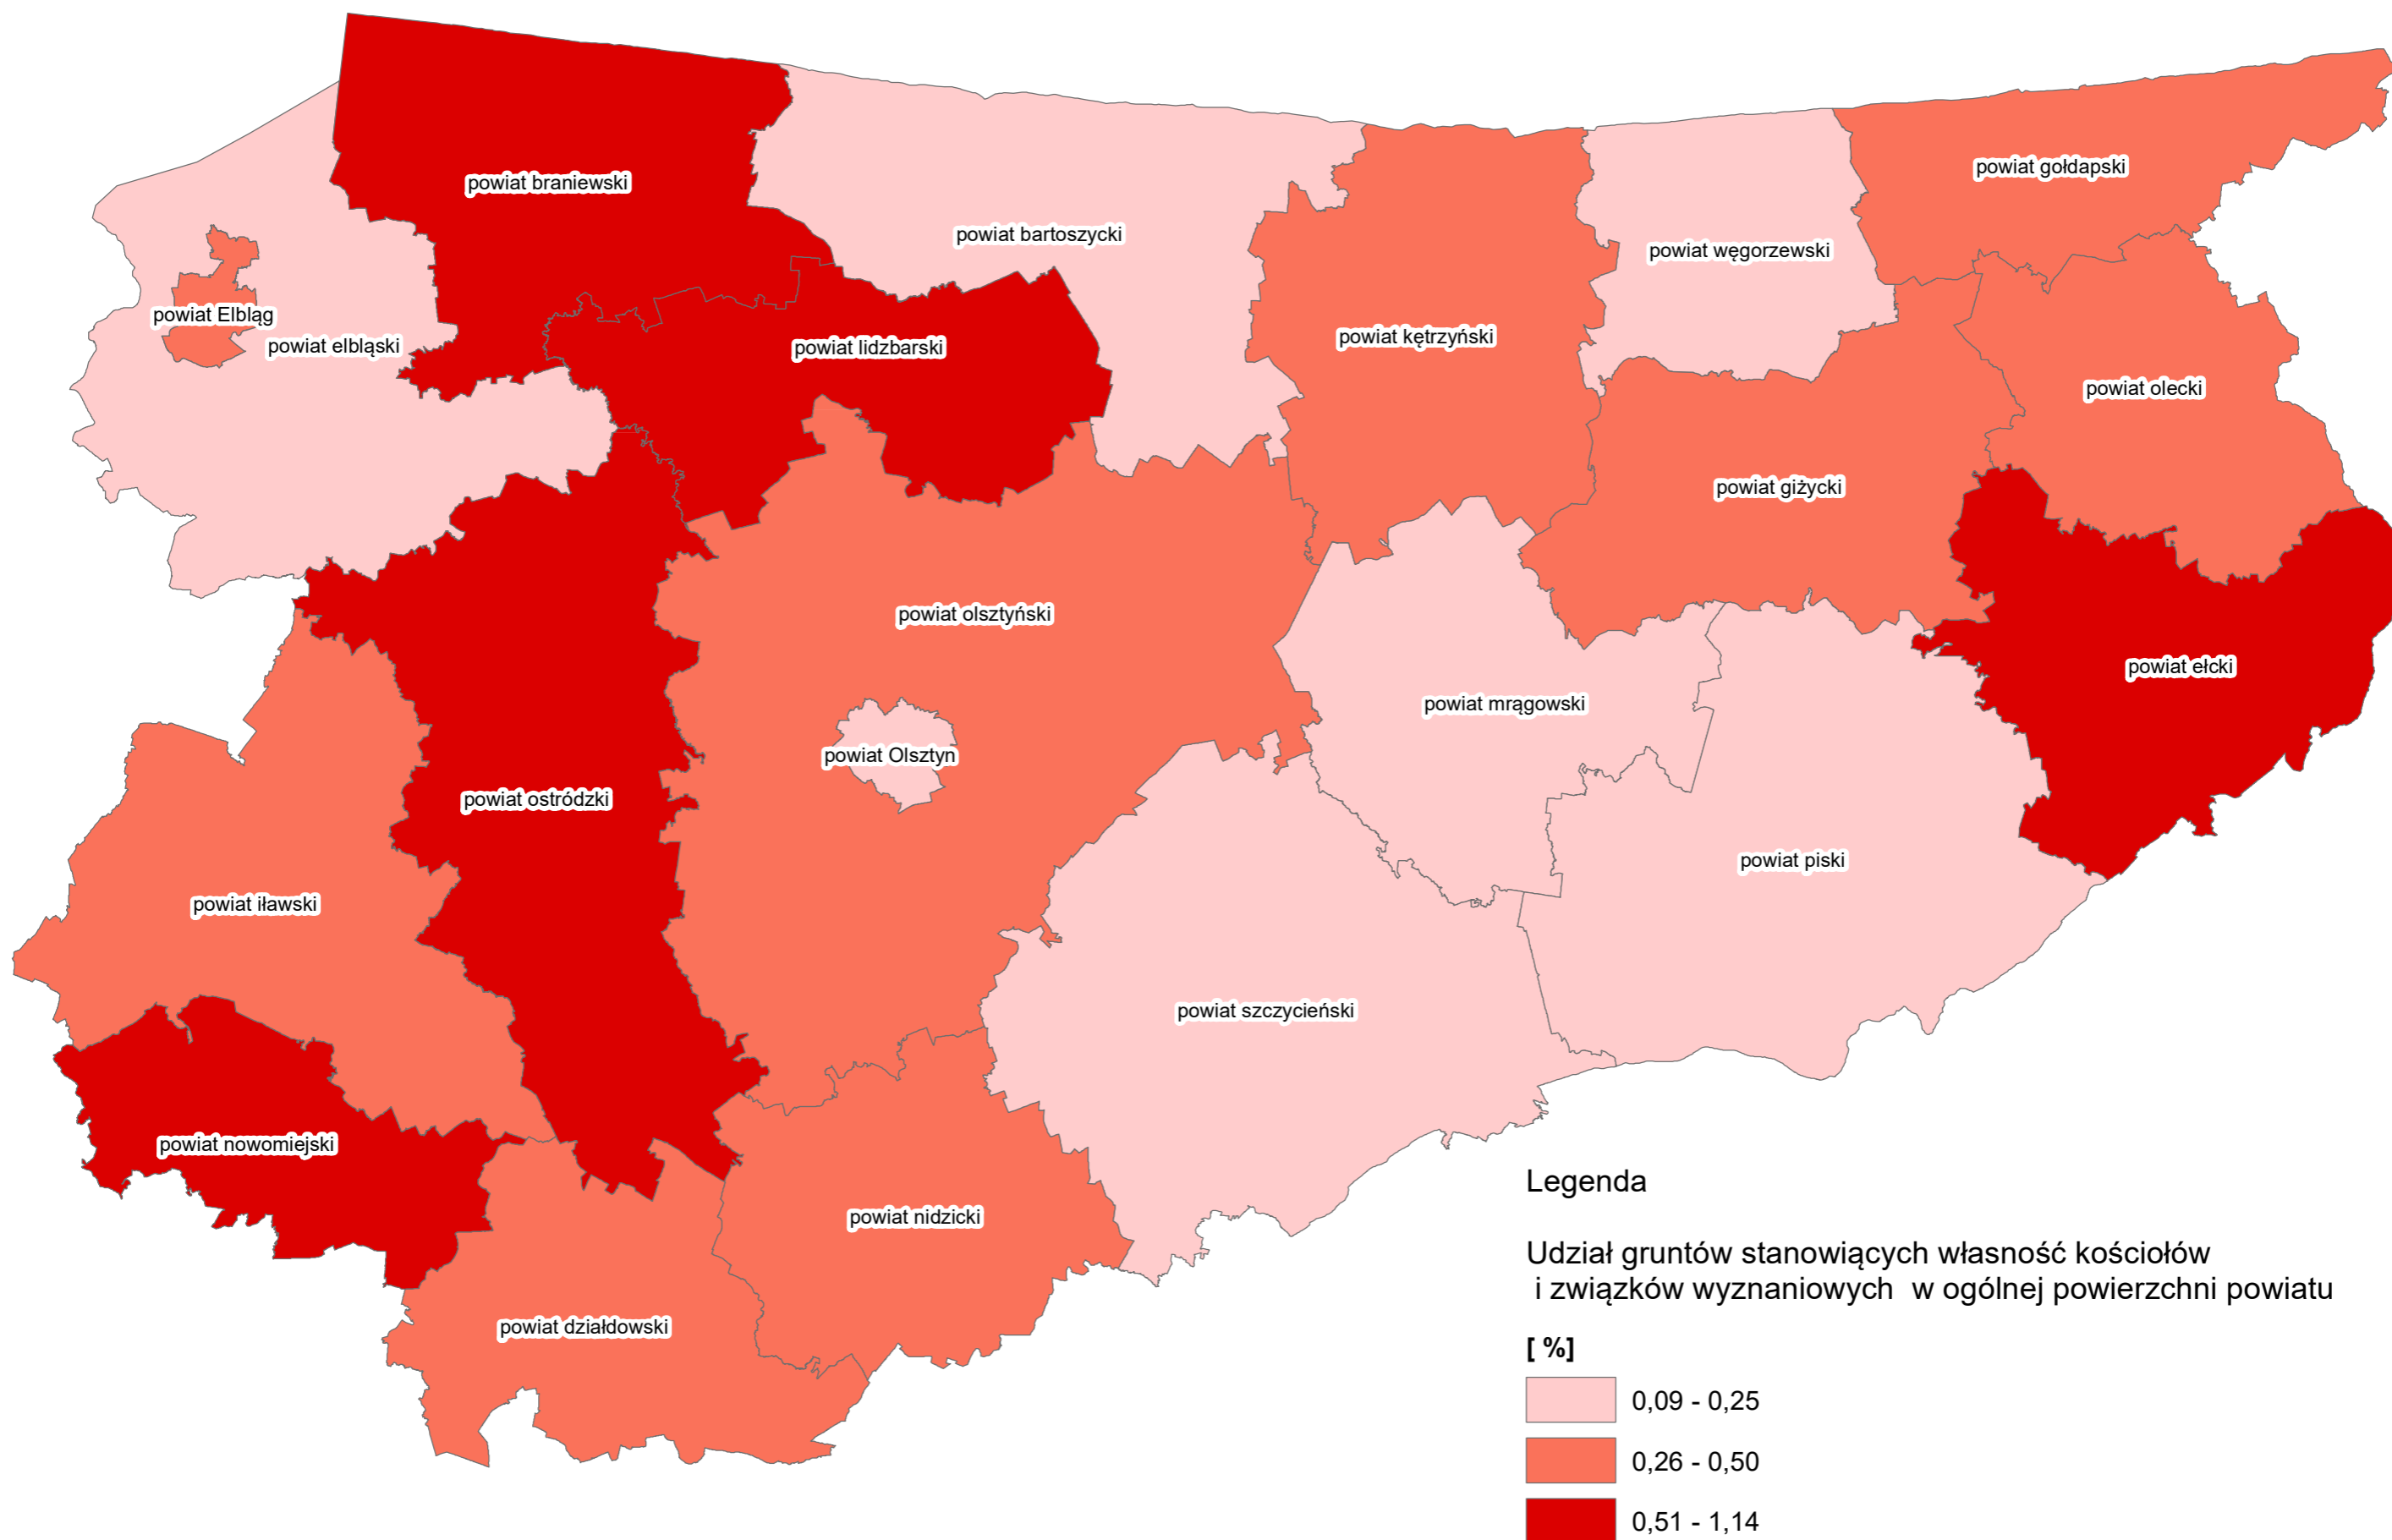 powiat gołdapski
powiat braniewski
powiat bartoszycki
powiat węgorzewski
powiat Elbląg
powiat kętrzyński
powiat elbląski
powiat lidzbarski
powiat olecki
powiat giżycki
powiat olsztyński
powiat ełcki
powiat mrągowski
powiat Olsztyn
powiat ostródzki
powiat piski
powiat iławski
powiat szczycieński
powiat nowomiejski
powiat nidzicki
powiat działdowski
Legenda
Udział gruntów stanowiących własność kościołów
i związków wyznaniowych w ogólnej powierzchni powiatu
[ %]
0,09 - 0,25
0,26 - 0,50
0,51 - 1,14